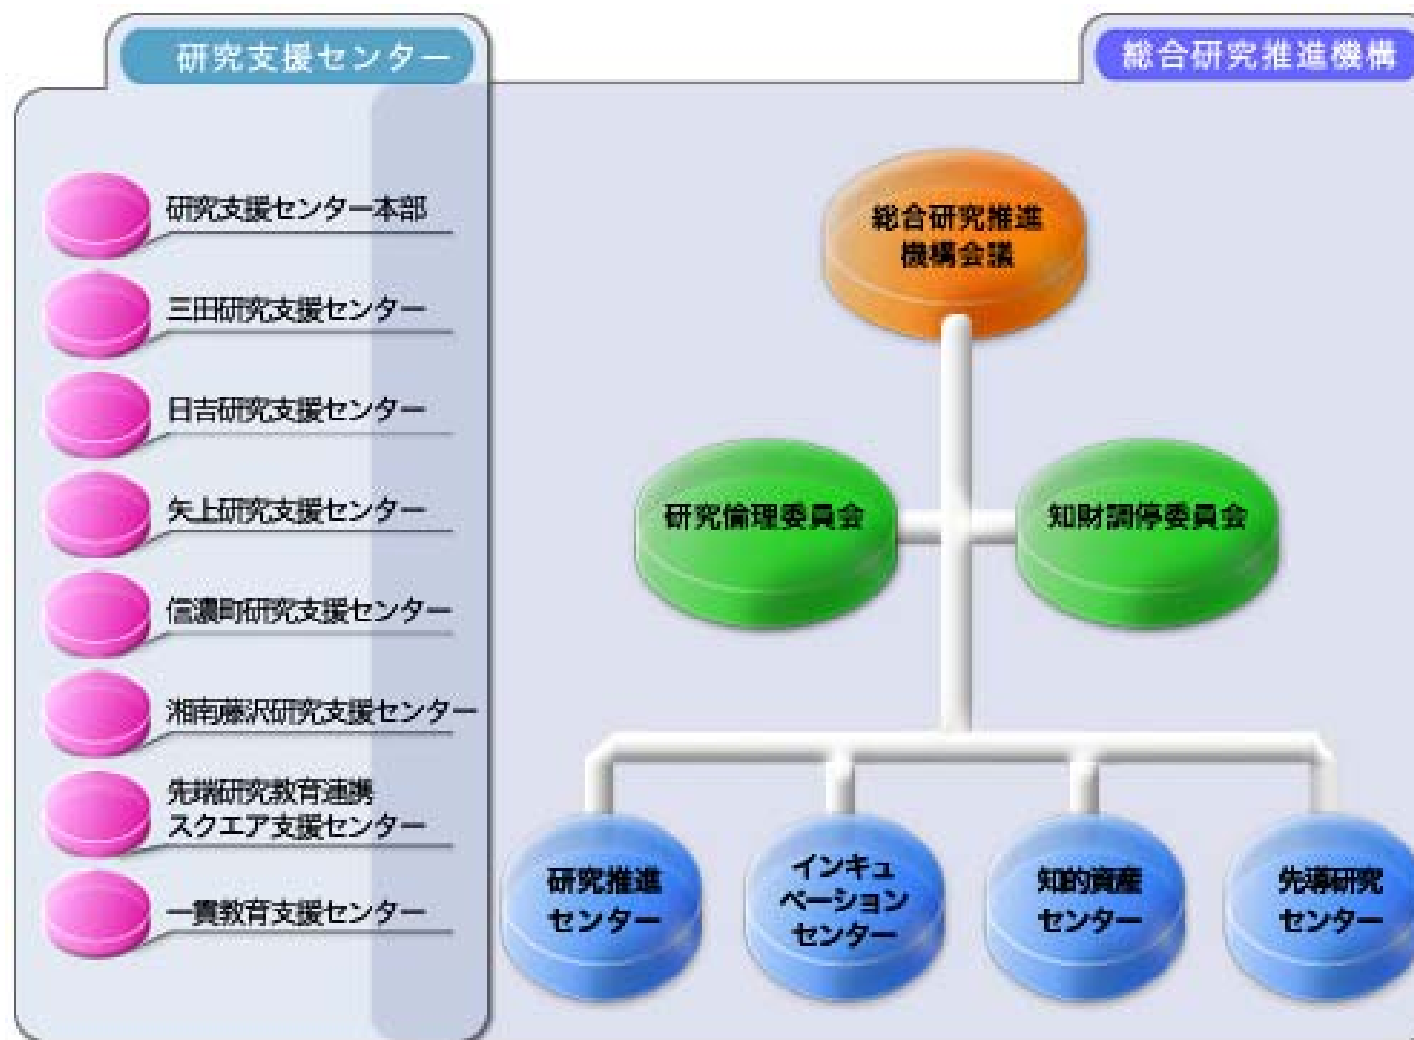 研究支援センター
研究支援センター本部
三田研究支援センター
日吉研究支援センター
矢上研究支援センター
信濃町研究支援センター
湘南藤沢研究支援センター
先端研究教育連携
スクエア支援センター
一貫教育支援センター
総合研究推進機構
総合研究推進
機構会議
研究倫理委員会
知財調停委員会
研究推進
センター
インキュ
ベーション
センター
知的資産
センター
先導研究
センター